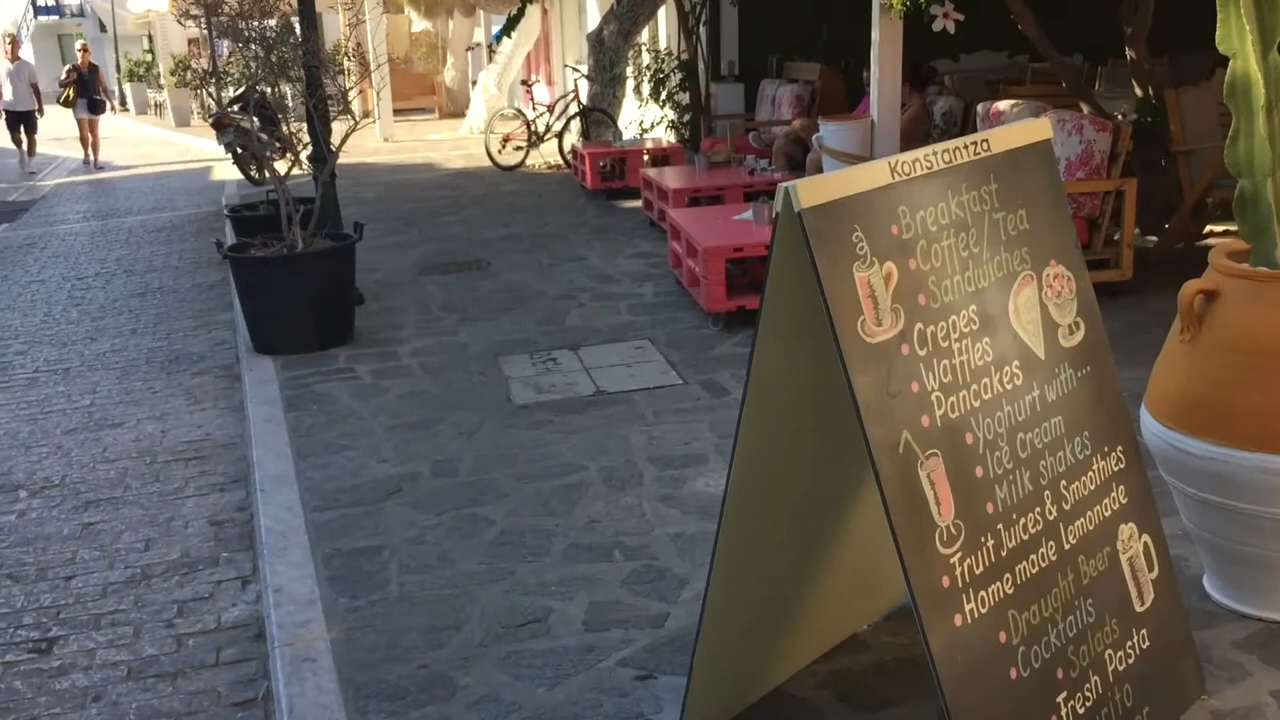 Konstantza
Breakfast
Coffee / Tea
Sandwiches
Crepes
Waffles
Pancakes
Yoghurt with...
Ice Cream
Milk shakes
Fruit Juices & Smoothies
Home made Lemonade
Draught Beer
Cocktails
Salads
Fresh Pasta